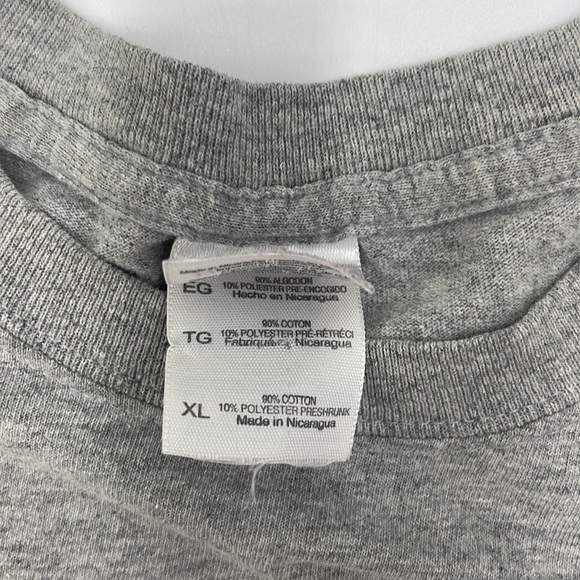 EG
90% ALGODON
10% POLYESTER PRE-ENCOGIDO
Hecho en Nicaragua
TG
90% COTON
10% POLYESTER PRÉ-RÉTRÉCI
Nicaragua
XL
90% COTTON
10% POLYESTER PRESHRUNK
Made in Nicaragua